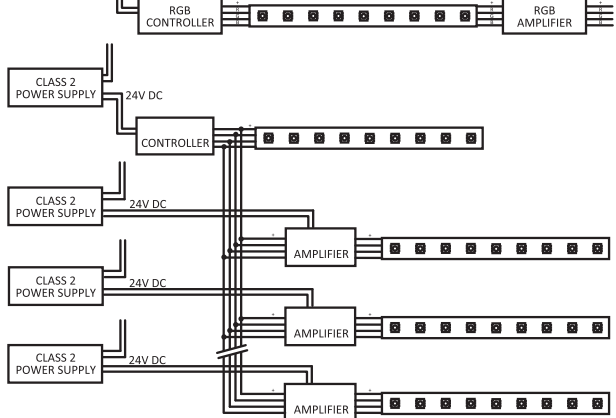 RGB
CONTROLLER
RGB
AMPLIFIER
CLASS 2
POWER SUPPLY
24V DC
CONTROLLER
CLASS 2
POWER SUPPLY
24V DC
AMPLIFIER
CLASS 2
POWER SUPPLY
24V DC
AMPLIFIER
CLASS 2
POWER SUPPLY
24V DC
AMPLIFIER